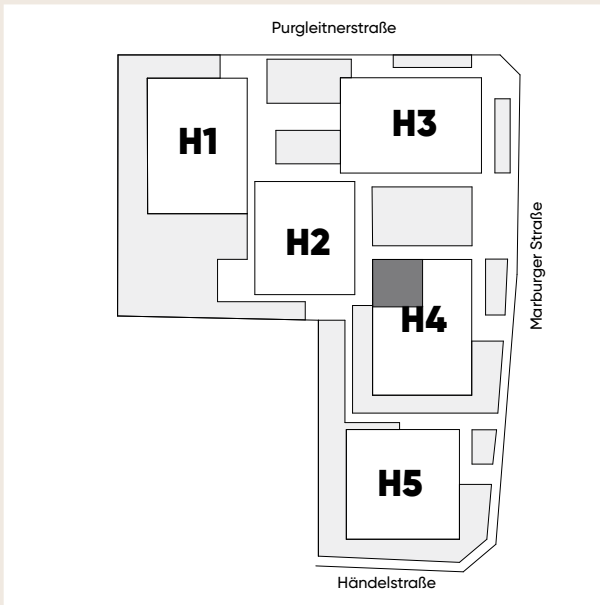 Purgleitnerstraße
H1
H3
H2
Marburger Straße
H4
H5
Händelstraße